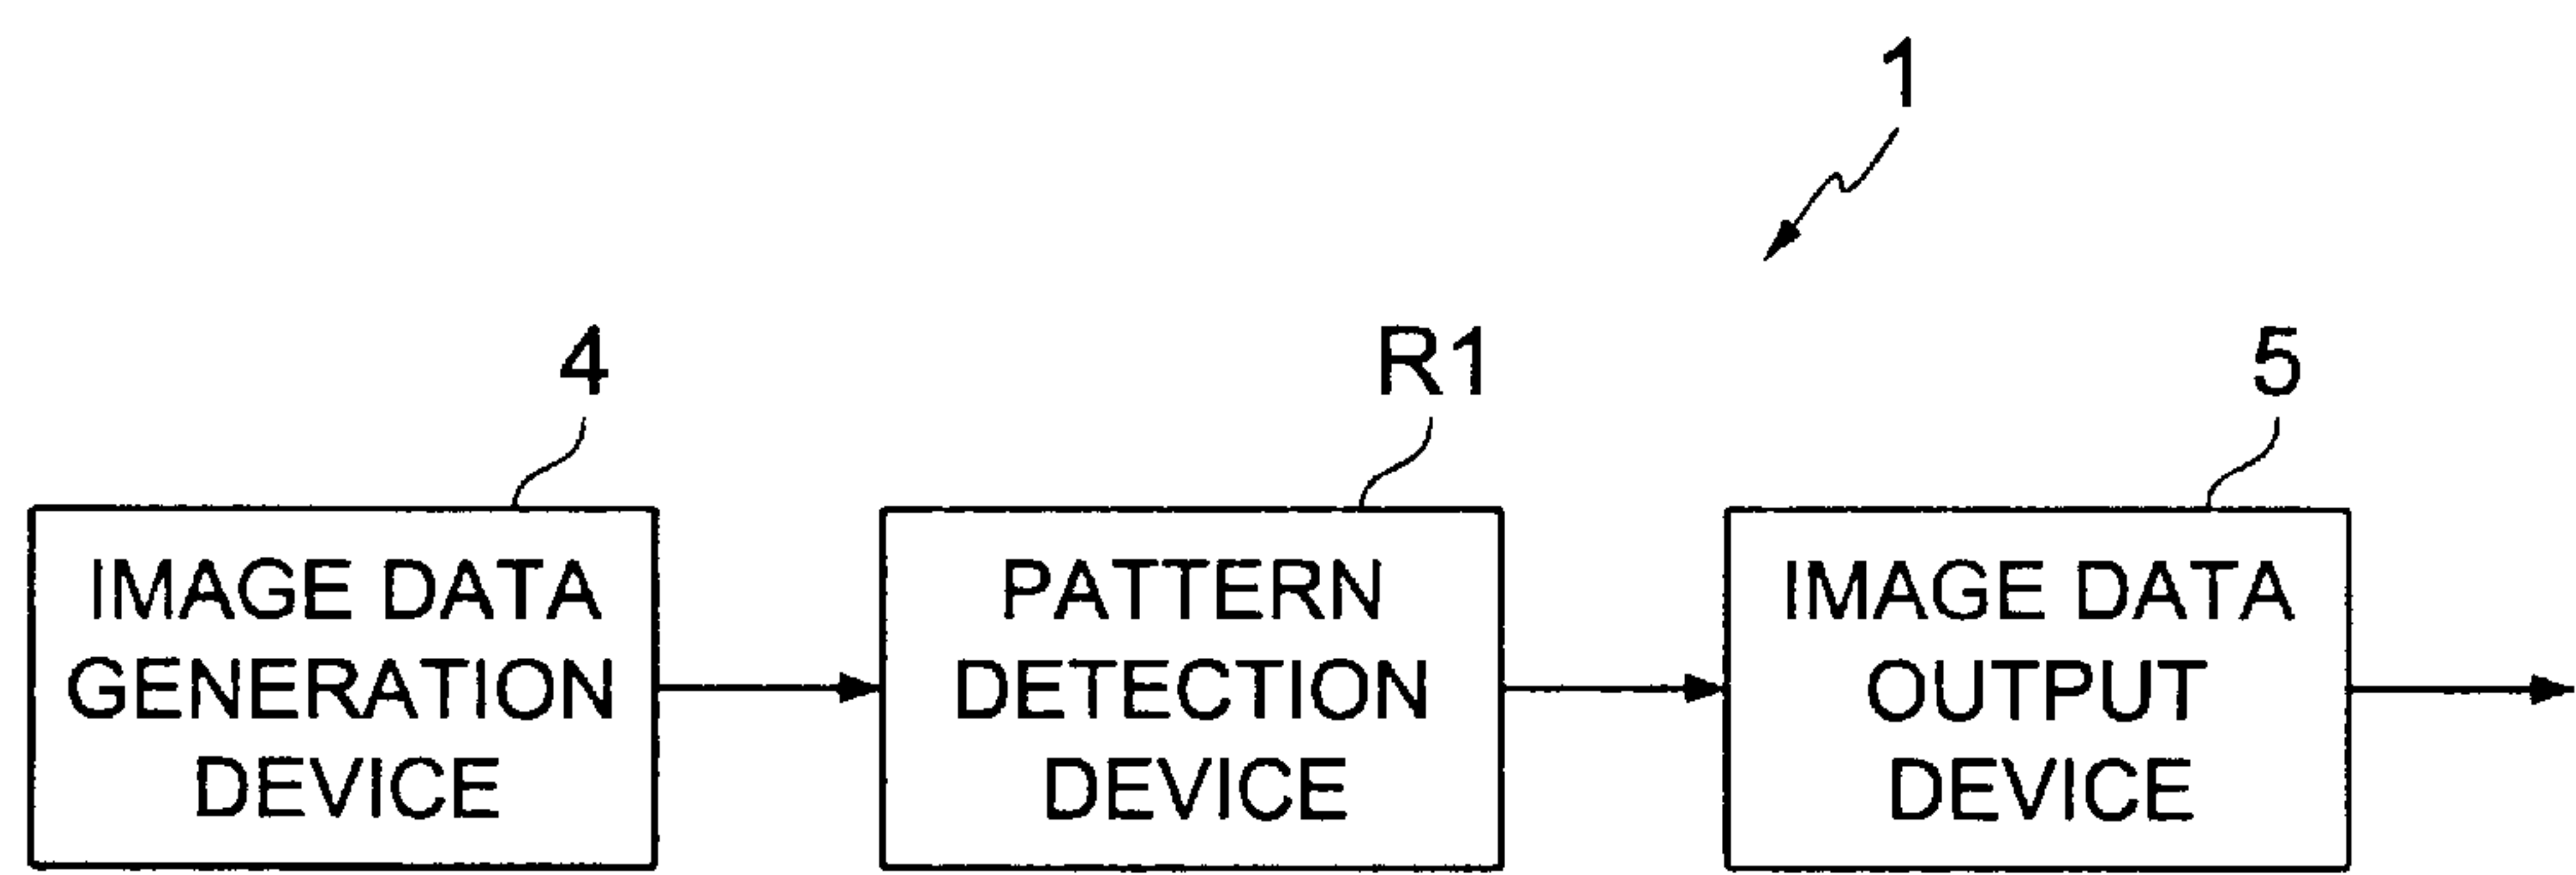 1
4
R1
5
IMAGE DATA
GENERATION
DEVICE
PATTERN
DETECTION
DEVICE
IMAGE DATA
OUTPUT
DEVICE